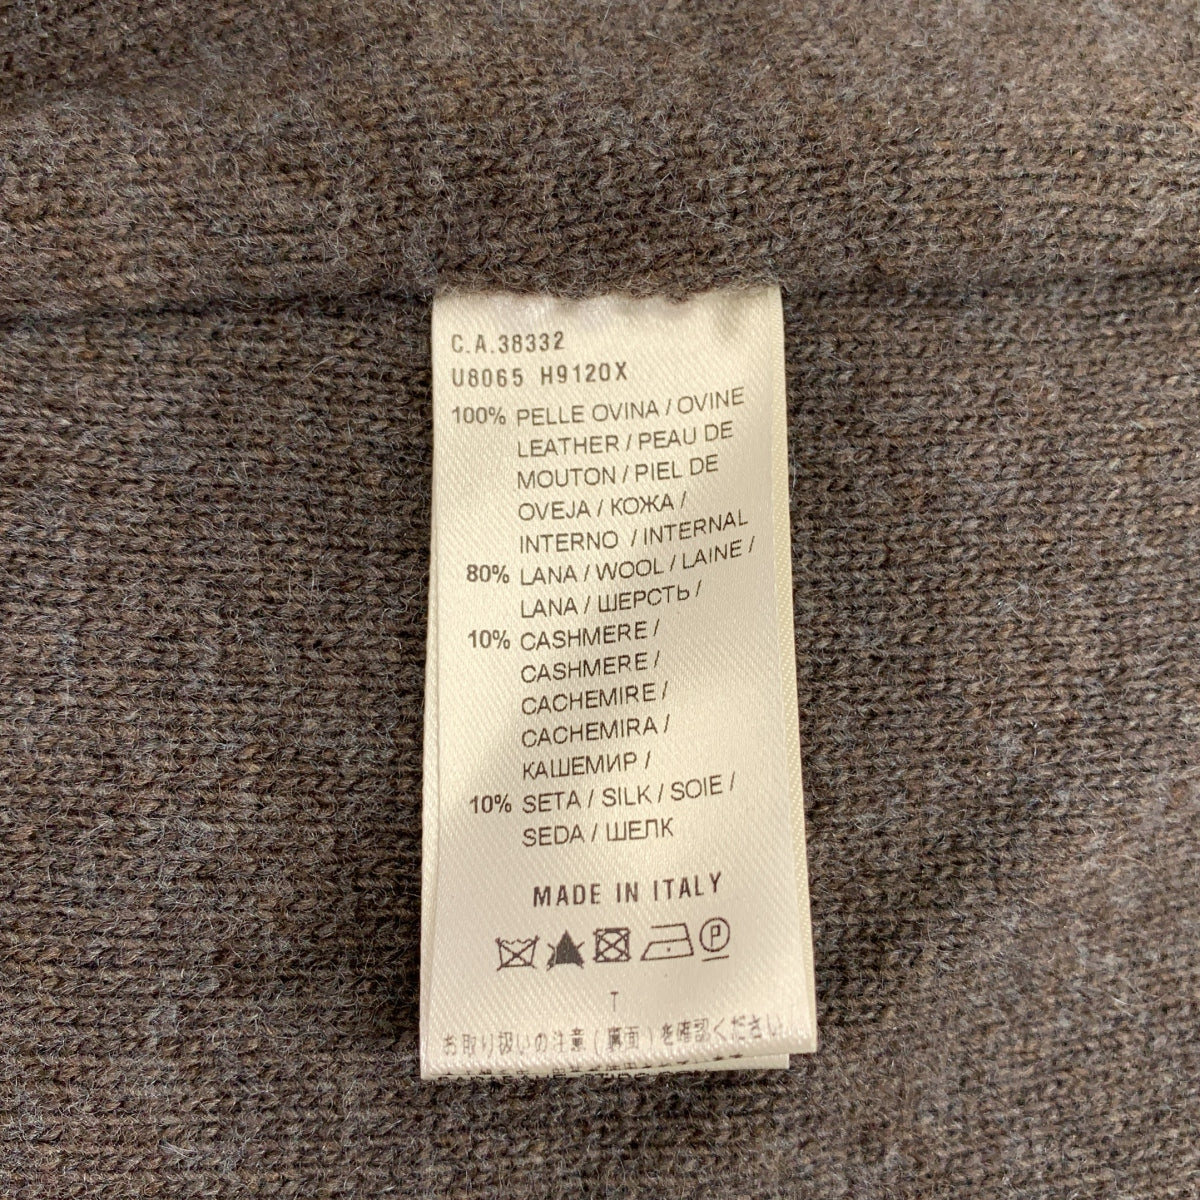 C.A.38332
U8065 H9120X
100% PELLE OVINA / OVINE
LEATHER / PEAU DE
MOUTON / PIEL DE
OVEJA / КОЖА /
INTERNO / INTERNAL
80% LANA / WOOL / LAINE /
LANA / ШЕРСТЬ /
10% CASHMERE /
CASHMERE /
CACHEMIRE /
CACHEMIRA /
КАШЕМИР /
10% SETA / SILK / SOIE /
SEDA / ШЕЛК
MADE IN ITALY
P
T
お取り扱いの注意（裏面）を確認ください